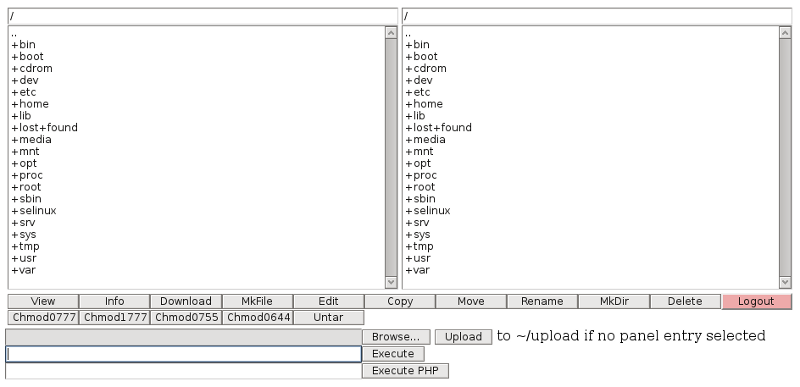 / /
.. ..
+bin +bin
+boot +boot
+cdrom +cdrom
+dev +dev
+etc +etc
+home +home
+lib +lib
+lost+found +lost+found
+media +media
+mnt +mnt
+opt +opt
+proc +proc
+root +root
+sbin +sbin
+selinux +selinux
+srv +srv
+sys +sys
+tmp +tmp
+usr +usr
+var +var
View Info Download MkFile Edit Copy Move Rename MkDir Delete Logout
Chmod0777 Chmod1777 Chmod0755 Chmod0644 Untar
Browse... Upload to ~/upload if no panel entry selected
Execute
Execute PHP